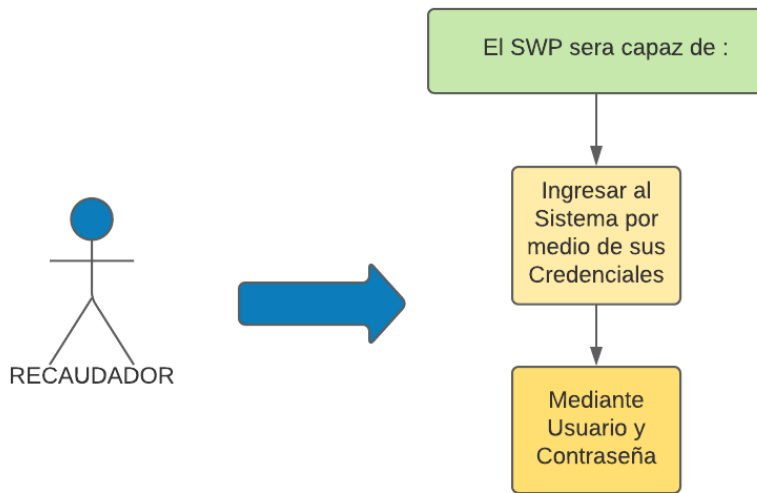 El SWP sera capaz de :
Ingresar al
Sistema por
medio de sus
Credenciales
RECAUDADOR
Mediante
Usuario y
Contraseña